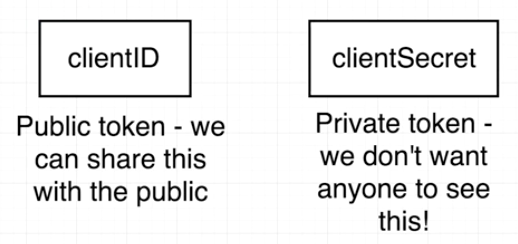 clientID
Public token - we
can share this
with the public
clientSecret
Private token -
we don't want
anyone to see
this!